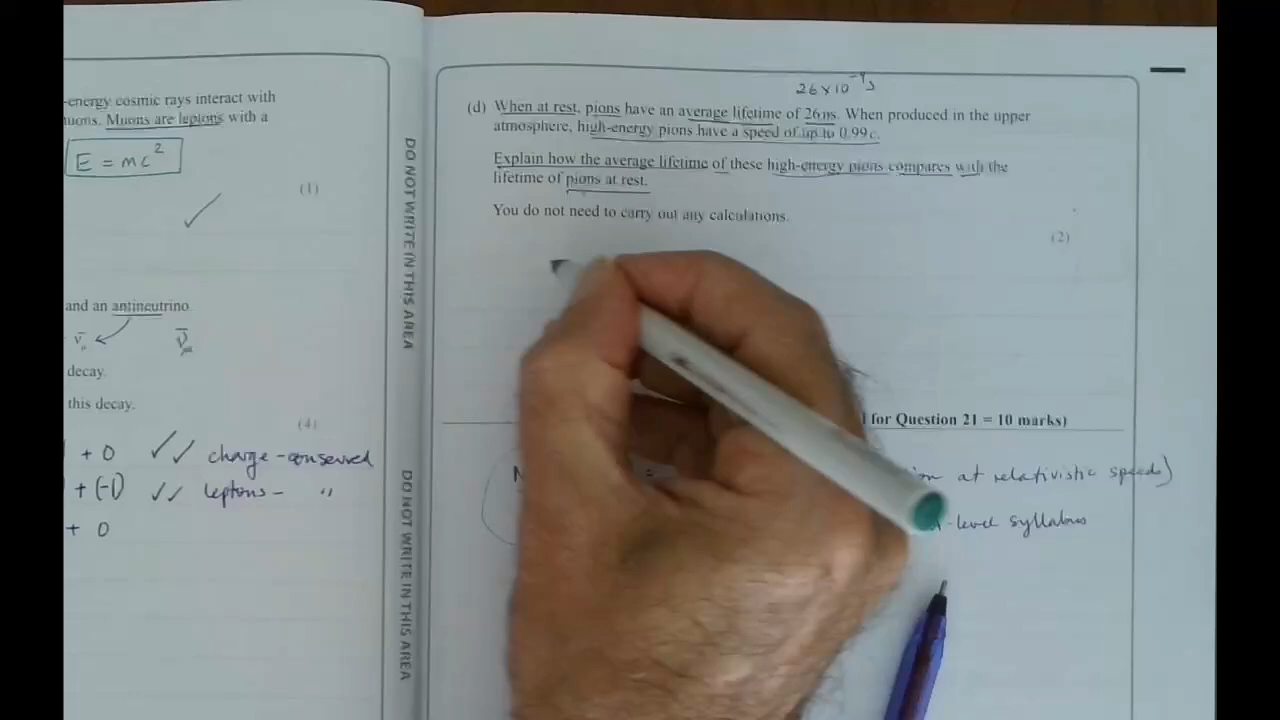 -energy cosmic rays interact with
muons. Muons are leptons with a
E = mc²
(1)
and an antineutrino
decay.
this decay.
(4)
+ 0 ✓✓ charge - conserved
+ (-1) ✓✓ leptons - "
+ 0
DO NOT WRITE IN THIS AREA
DO NOT WRITE IN THIS AREA
26 × 10⁻⁹ s
(d) When at rest, pions have an average lifetime of 26 ns. When produced in the upper
atmosphere, high-energy pions have a speed of up to 0.99c.
Explain how the average lifetime of these high-energy pions compares with the
lifetime of pions at rest.
You do not need to carry out any calculations.
(2)
for Question 21 = 10 marks)
at relativistic speeds)
-level syllabus